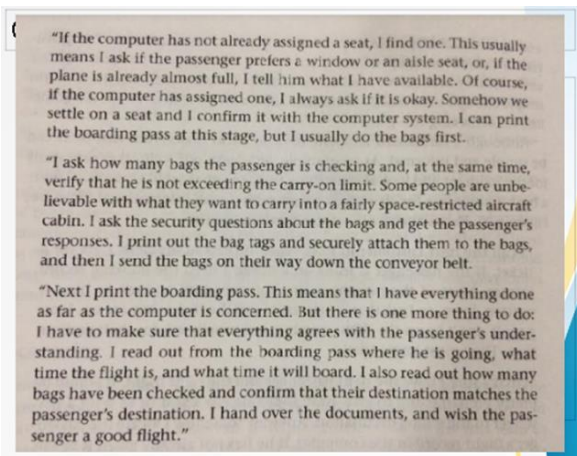 "If the computer has not already assigned a seat, I find one. This usually
means I ask if the passenger prefers a window or an aisle seat, or, if the
plane is already almost full, I tell him what I have available. Of course,
if the computer has assigned one, I always ask if it is okay. Somehow we
settle on a seat and I confirm it with the computer system. I can print
the boarding pass at this stage, but I usually do the bags first.
"I ask how many bags the passenger is checking and, at the same time,
verify that he is not exceeding the carry-on limit. Some people are unbe-
lievable with what they want to carry into a fairly space-restricted aircraft
cabin. I ask the security questions about the bags and get the passenger's
responses. I print out the bag tags and securely attach them to the bags,
and then I send the bags on their way down the conveyor belt.
"Next I print the boarding pass. This means that I have everything done
as far as the computer is concerned. But there is one more thing to do:
I have to make sure that everything agrees with the passenger's under-
standing. I read out from the boarding pass where he is going, what
time the flight is, and what time it will board. I also read out how many
bags have been checked and confirm that their destination matches the
passenger's destination. I hand over the documents, and wish the pas-
senger a good flight."